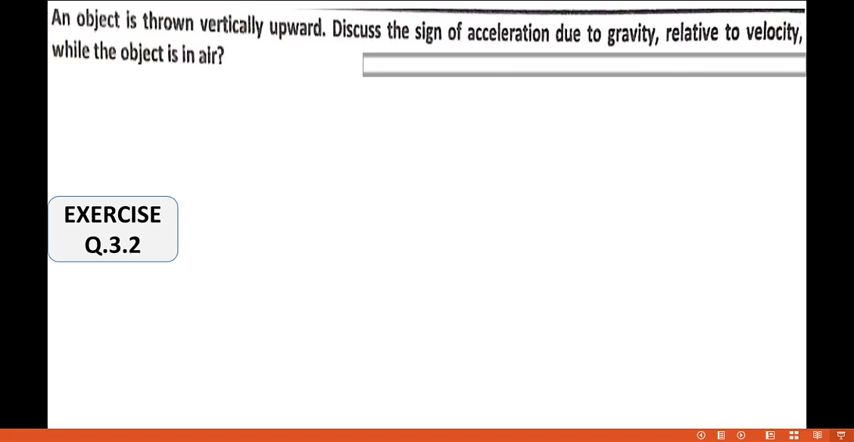 An object is thrown vertically upward. Discuss the sign of acceleration due to gravity, relative to velocity,
while the object is in air?
EXERCISE
Q.3.2